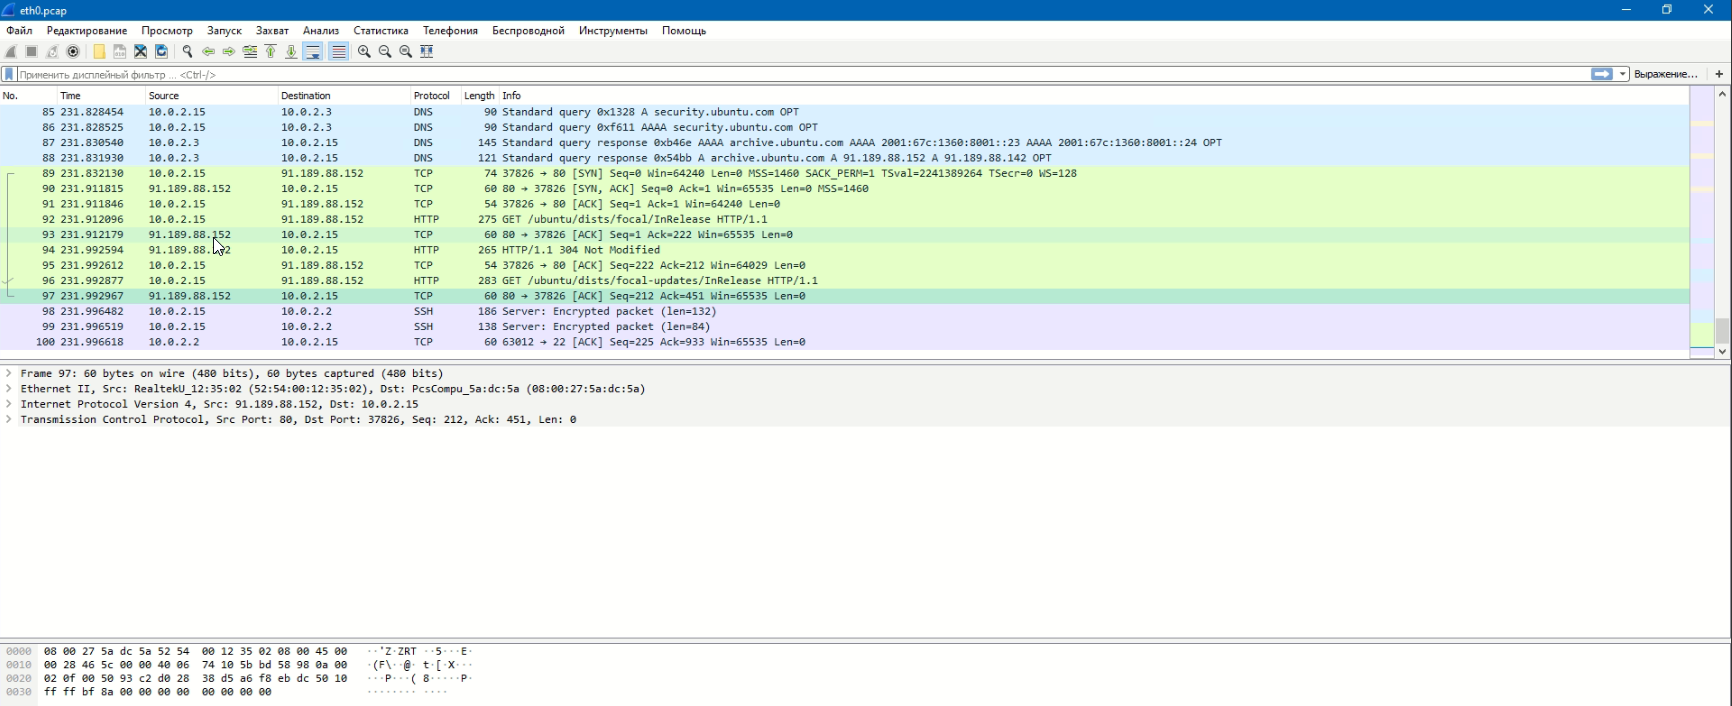 eth0.pcap
Файл Редактирование Просмотр Запуск Захват Анализ Статистика Телефония Беспроводной Инструменты Помощь
Применить дисплейный фильтр ... <Ctrl-/> Выражение... +
No. Time Source Destination Protocol Length Info
85 231.828454 10.0.2.15 10.0.2.3 DNS 90 Standard query 0x1328 A security.ubuntu.com OPT
86 231.828525 10.0.2.15 10.0.2.3 DNS 90 Standard query 0xf611 AAAA security.ubuntu.com OPT
87 231.830540 10.0.2.3 10.0.2.15 DNS 145 Standard query response 0xb46e AAAA archive.ubuntu.com AAAA 2001:67c:1360:8001::23 AAAA 2001:67c:1360:8001::24 OPT
88 231.831930 10.0.2.3 10.0.2.15 DNS 121 Standard query response 0x54bb A archive.ubuntu.com A 91.189.88.152 A 91.189.88.142 OPT
89 231.832130 10.0.2.15 91.189.88.152 TCP 74 37826 → 80 [SYN] Seq=0 Win=64240 Len=0 MSS=1460 SACK_PERM=1 TSval=2241389264 TSecr=0 WS=128
90 231.911815 91.189.88.152 10.0.2.15 TCP 60 80 → 37826 [SYN, ACK] Seq=0 Ack=1 Win=65535 Len=0 MSS=1460
91 231.911846 10.0.2.15 91.189.88.152 TCP 54 37826 → 80 [ACK] Seq=1 Ack=1 Win=64240 Len=0
92 231.912096 10.0.2.15 91.189.88.152 HTTP 275 GET /ubuntu/dists/focal/InRelease HTTP/1.1
93 231.912179 91.189.88.152 10.0.2.15 TCP 60 80 → 37826 [ACK] Seq=1 Ack=222 Win=65535 Len=0
94 231.992594 91.189.88.152 10.0.2.15 HTTP 265 HTTP/1.1 304 Not Modified
95 231.992612 10.0.2.15 91.189.88.152 TCP 54 37826 → 80 [ACK] Seq=222 Ack=212 Win=64029 Len=0
96 231.992877 10.0.2.15 91.189.88.152 HTTP 283 GET /ubuntu/dists/focal-updates/InRelease HTTP/1.1
97 231.992967 91.189.88.152 10.0.2.15 TCP 60 80 → 37826 [ACK] Seq=212 Ack=451 Win=65535 Len=0
98 231.996482 10.0.2.15 10.0.2.2 SSH 186 Server: Encrypted packet (len=132)
99 231.996519 10.0.2.15 10.0.2.2 SSH 138 Server: Encrypted packet (len=84)
100 231.996618 10.0.2.2 10.0.2.15 TCP 60 63012 → 22 [ACK] Seq=225 Ack=933 Win=65535 Len=0
Frame 97: 60 bytes on wire (480 bits), 60 bytes captured (480 bits)
Ethernet II, Src: RealtekU_12:35:02 (52:54:00:12:35:02), Dst: PcsCompu_5a:dc:5a (08:00:27:5a:dc:5a)
Internet Protocol Version 4, Src: 91.189.88.152, Dst: 10.0.2.15
Transmission Control Protocol, Src Port: 80, Dst Port: 37826, Seq: 212, Ack: 451, Len: 0
0000 08 00 27 5a dc 5a 52 54 00 12 35 02 08 00 45 00 ··'Z·ZRT ··5···E·
0010 00 28 46 5c 00 00 40 06 74 10 5b bd 58 98 0a 00 ·(F\··@· t·[·X···
0020 02 0f 00 50 93 c2 d0 28 38 d5 a6 f8 eb dc 50 10 ···P···( 8·····P·
0030 ff ff bf 8a 00 00 00 00 00 00 00 00 ········ ····